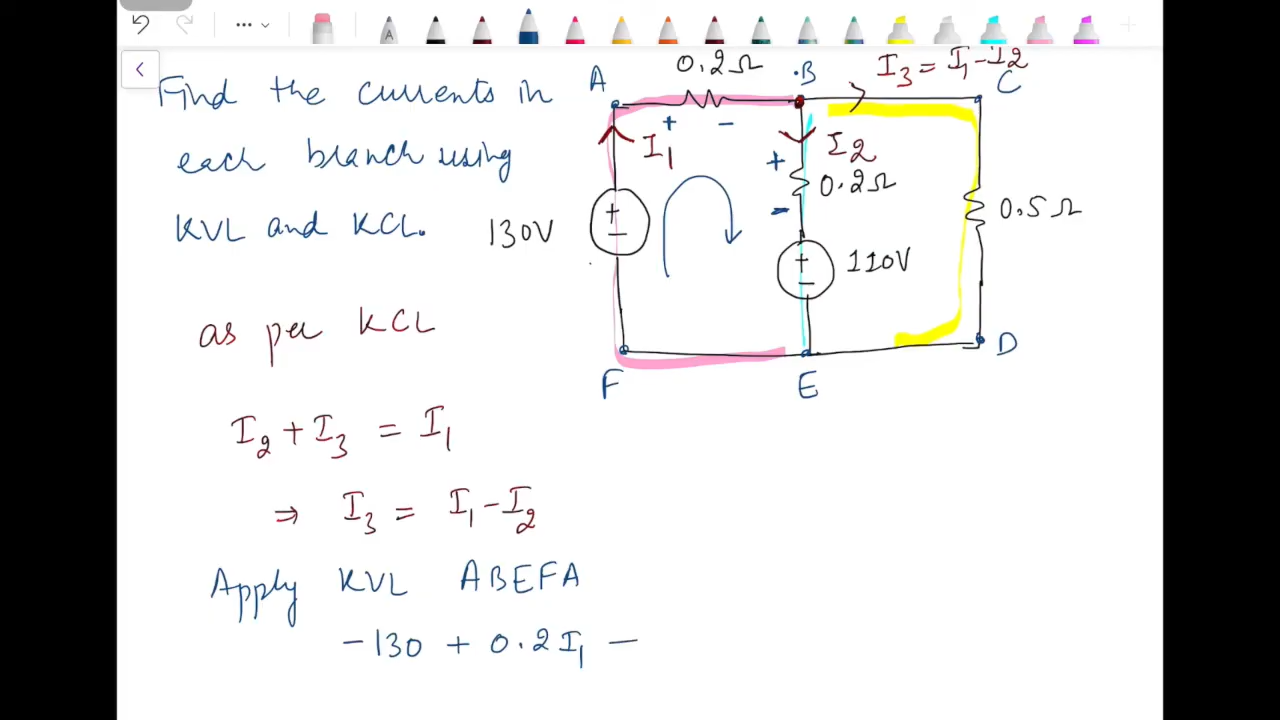 Find the currents in
each branch using
KVL and KCL.
as per KCL
I2 + I3 = I1
⇒ I3 = I1 - I2
Apply KVL ABEFA
-130 + 0.2I1 -
A
0.2Ω
.B
I3 = I1-I2
C
+ -
I1
I2
+
0.2Ω
-
0.5Ω
130V
+
-
110V
+
-
F
E
D
A